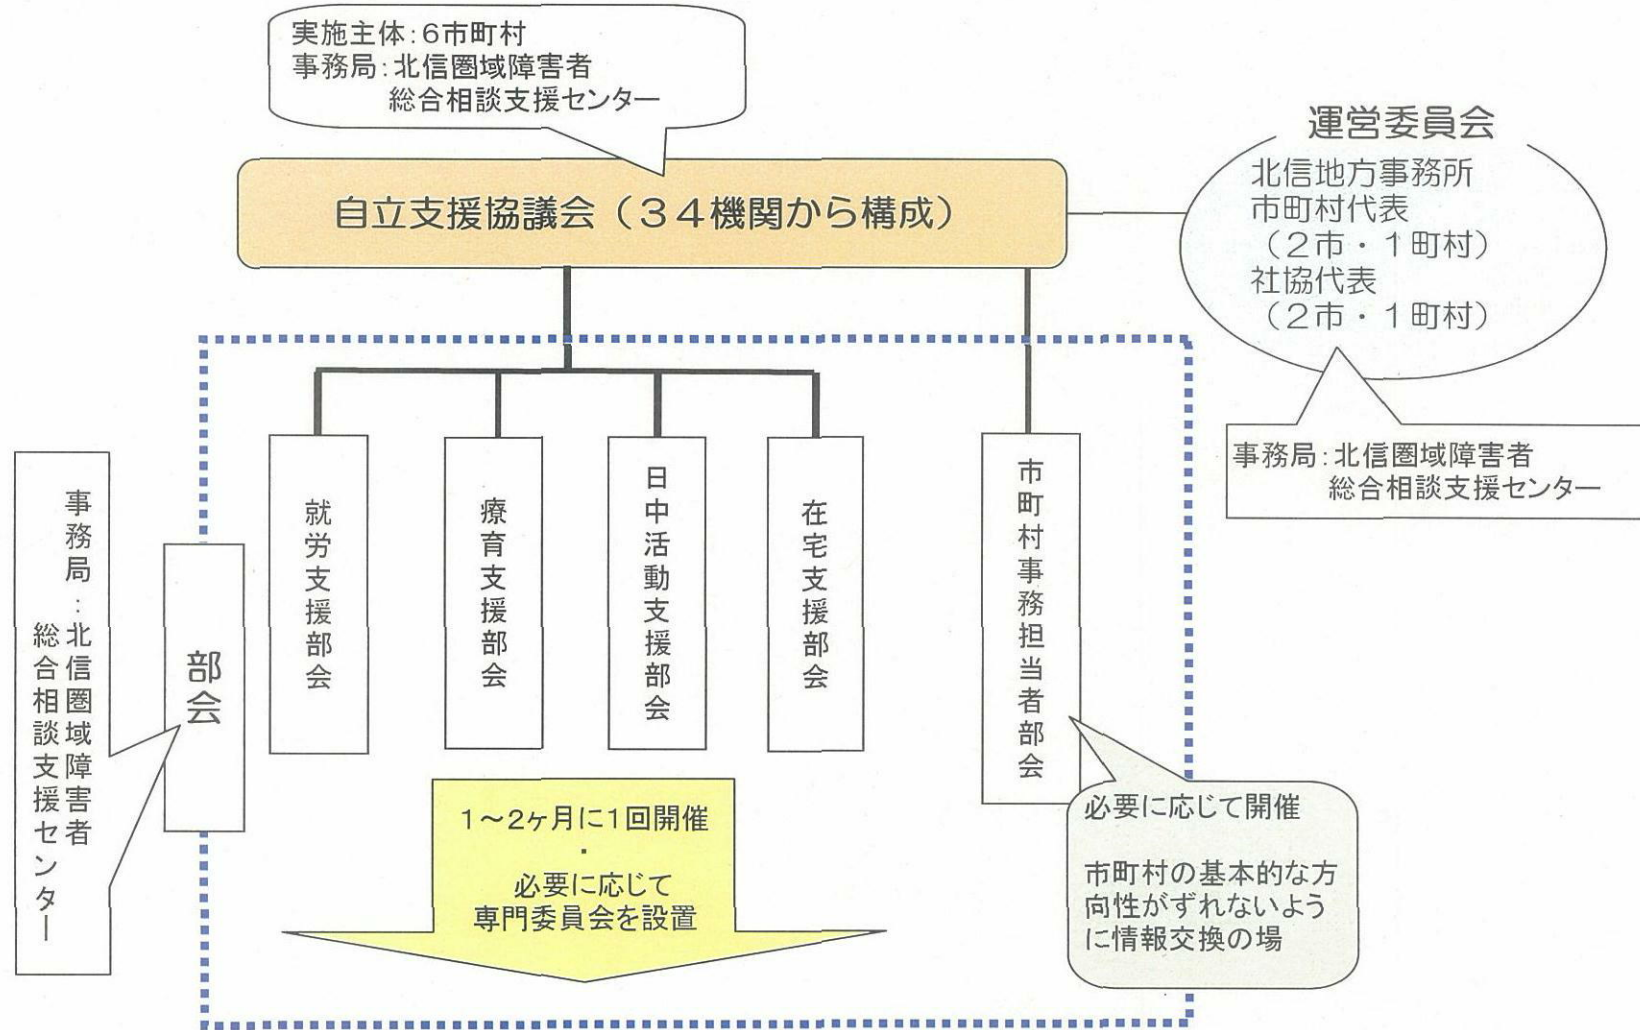 実施主体:6市町村
事務局:北信圏域障害者
総合相談支援センター
自立支援協議会(34機関から構成)
運営委員会
北信地方事務所
市町村代表
(2市・1町村)
社協代表
(2市・1町村)
事務局:北信圏域障害者
総合相談支援センター
事務局:北信圏域障害者
総合相談支援センター
部会
就労支援部会
療育支援部会
日中活動支援部会
在宅支援部会
市町村事務担当者部会
1~2ヶ月に1回開催
・
必要に応じて
専門委員会を設置
必要に応じて開催
市町村の基本的な方
向性がずれないよう
に情報交換の場